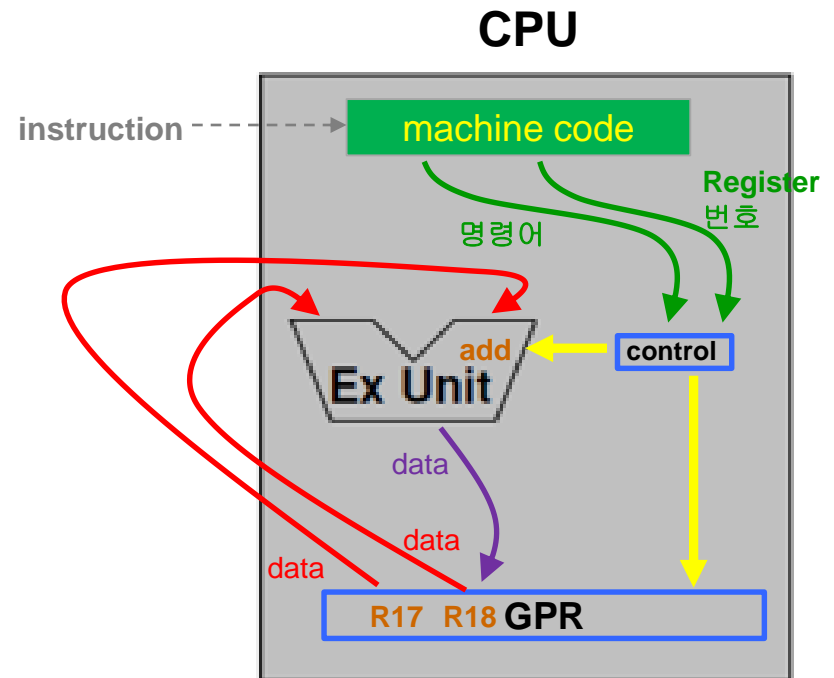 CPU
instruction
machine code
Register
번호
명령어
add
control
Ex Unit
data
data
data
R17 R18 GPR